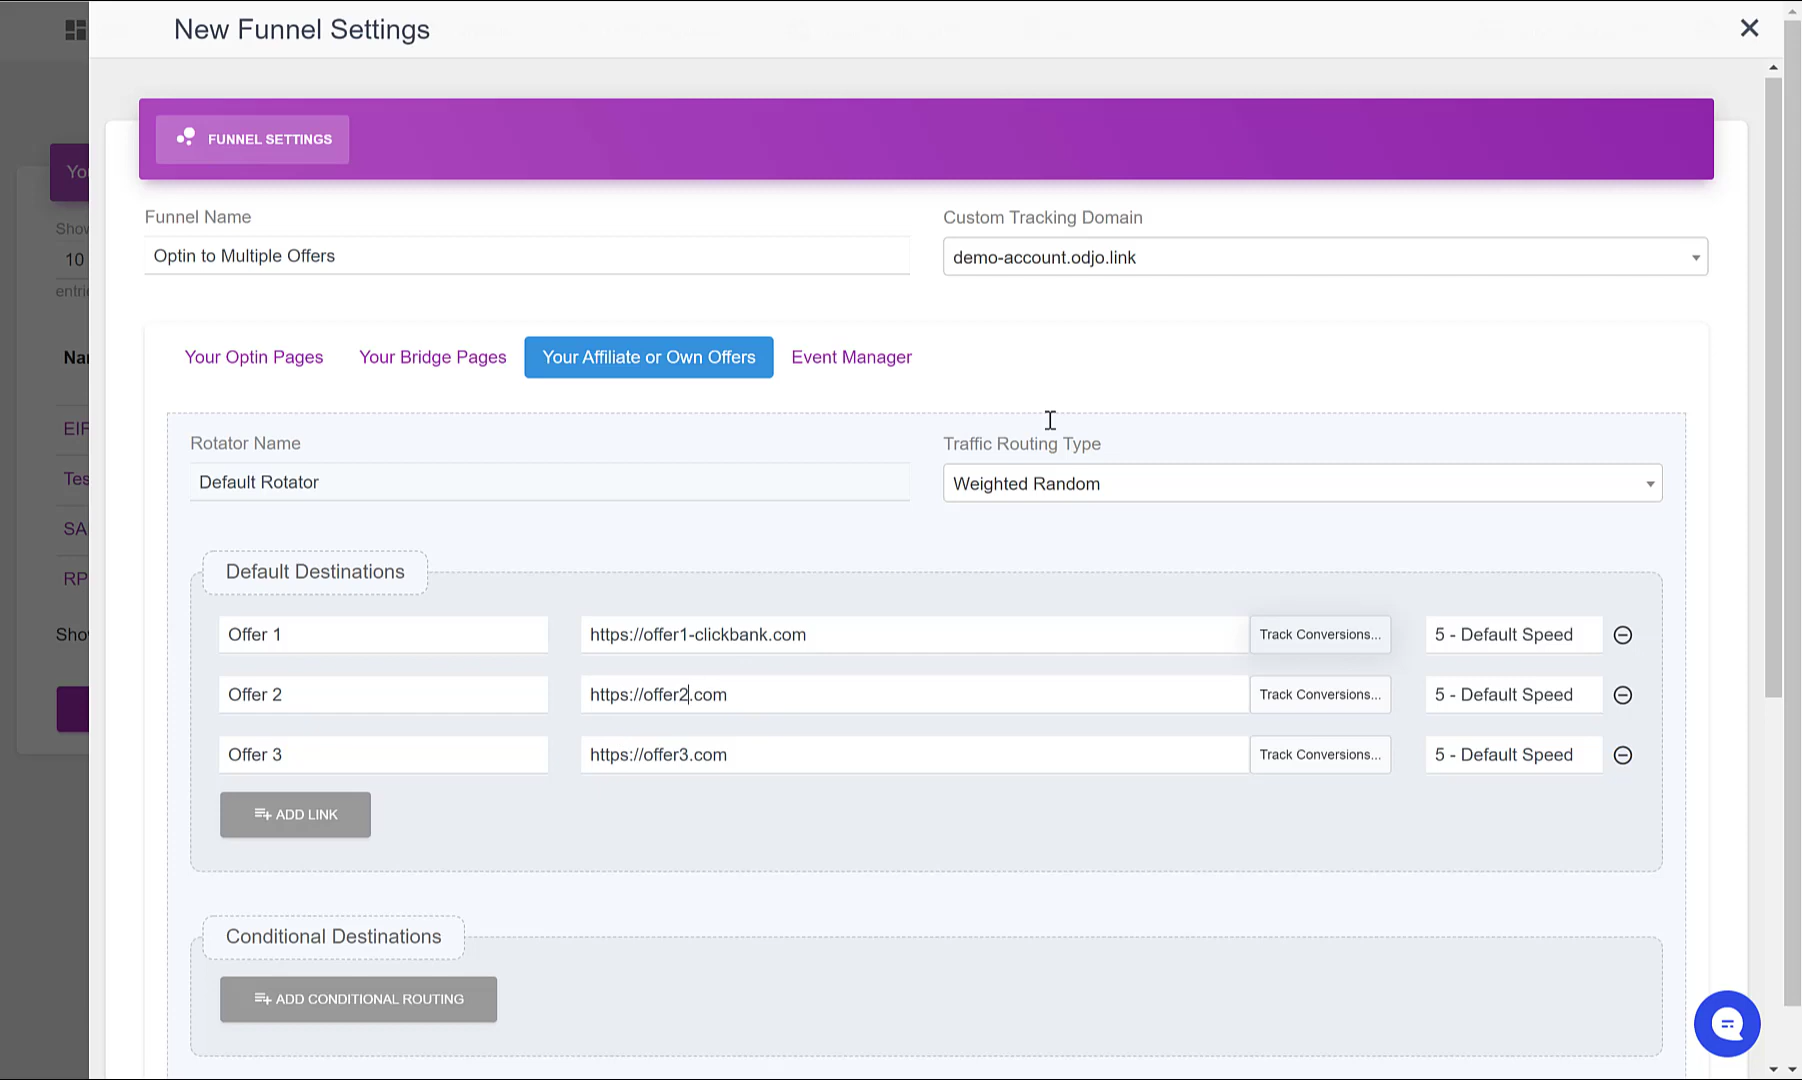 New Funnel Settings
FUNNEL SETTINGS
Funnel Name
Custom Tracking Domain
Optin to Multiple Offers
demo-account.odjo.link
Your Optin Pages
Your Bridge Pages
Your Affiliate or Own Offers
Event Manager
Rotator Name
Traffic Routing Type
Default Rotator
Weighted Random
Default Destinations
Offer 1
https://offer1-clickbank.com
Track Conversions...
5 - Default Speed
Offer 2
https://offer2.com
Track Conversions...
5 - Default Speed
Offer 3
https://offer3.com
Track Conversions...
5 - Default Speed
ADD LINK
Conditional Destinations
ADD CONDITIONAL ROUTING
10